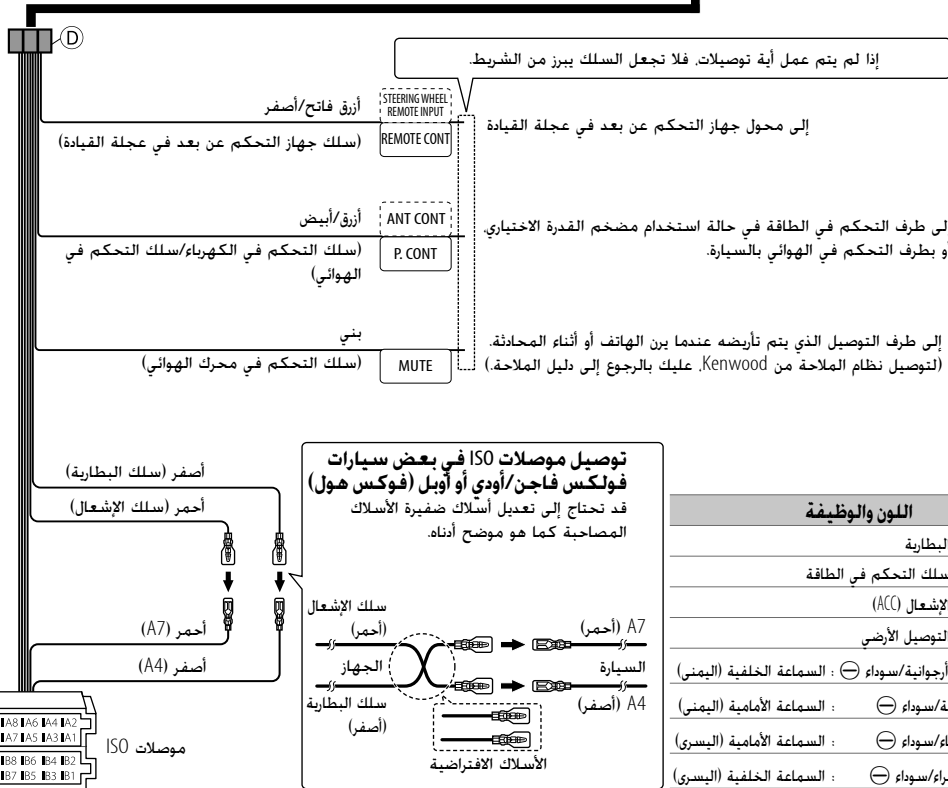 D
إذا لم يتم عمل أية توصيلات، فلا تجعل السلك يبرز من الشريط.
أزرق فاتح/أصفر
STEERING WHEEL
REMOTE INPUT
REMOTE CONT
(سلك جهاز التحكم عن بعد في عجلة القيادة)
إلى محول جهاز التحكم عن بعد في عجلة القيادة
أزرق/أبيض
ANT CONT
P. CONT
(سلك التحكم في الكهرباء/سلك التحكم في
الهوائي)
إلى طرف التحكم في الطاقة في حالة استخدام مضخم القدرة الاختياري،
أو بطرف التحكم في الهوائي بالسيارة.
بني
MUTE
(سلك التحكم في محرك الهوائي)
إلى طرف التوصيل الذي يتم تأريضه عندما يرن الهاتف أو أثناء المحادثة.
(لتوصيل نظام الملاحة من Kenwood، عليك بالرجوع إلى دليل الملاحة.)
أصفر (سلك البطارية)
أحمر (سلك الإشعال)
أحمر (A7)
أصفر (A4)
A8 A6 A4 A2
A7 A5 A3 A1
B8 B6 B4 B2
B7 B5 B3 B1
موصلات ISO
توصيل موصلات ISO في بعض سيارات
فولكس فاجن/أودي أو أوبل (فوكس هول)
قد تحتاج إلى تعديل أسلاك ضفيرة الأسلاك
المصاحبة كما هو موضح أدناه.
سلك الإشعال
(أحمر)
A7 (أحمر)
الجهاز
السيارة
سلك البطارية
(أصفر)
A4 (أصفر)
الأسلاك الافتراضية
اللون والوظيفة
البطارية
سلك التحكم في الطاقة
الإشعال (ACC)
التوصيل الأرضي
أرجوانية/سوداء ⊖ : السماعة الخلفية (اليمنى)
/سوداء ⊖ : السماعة الأمامية (اليمنى)
/سوداء ⊖ : السماعة الأمامية (اليسرى)
/سوداء ⊖ : السماعة الخلفية (اليسرى)